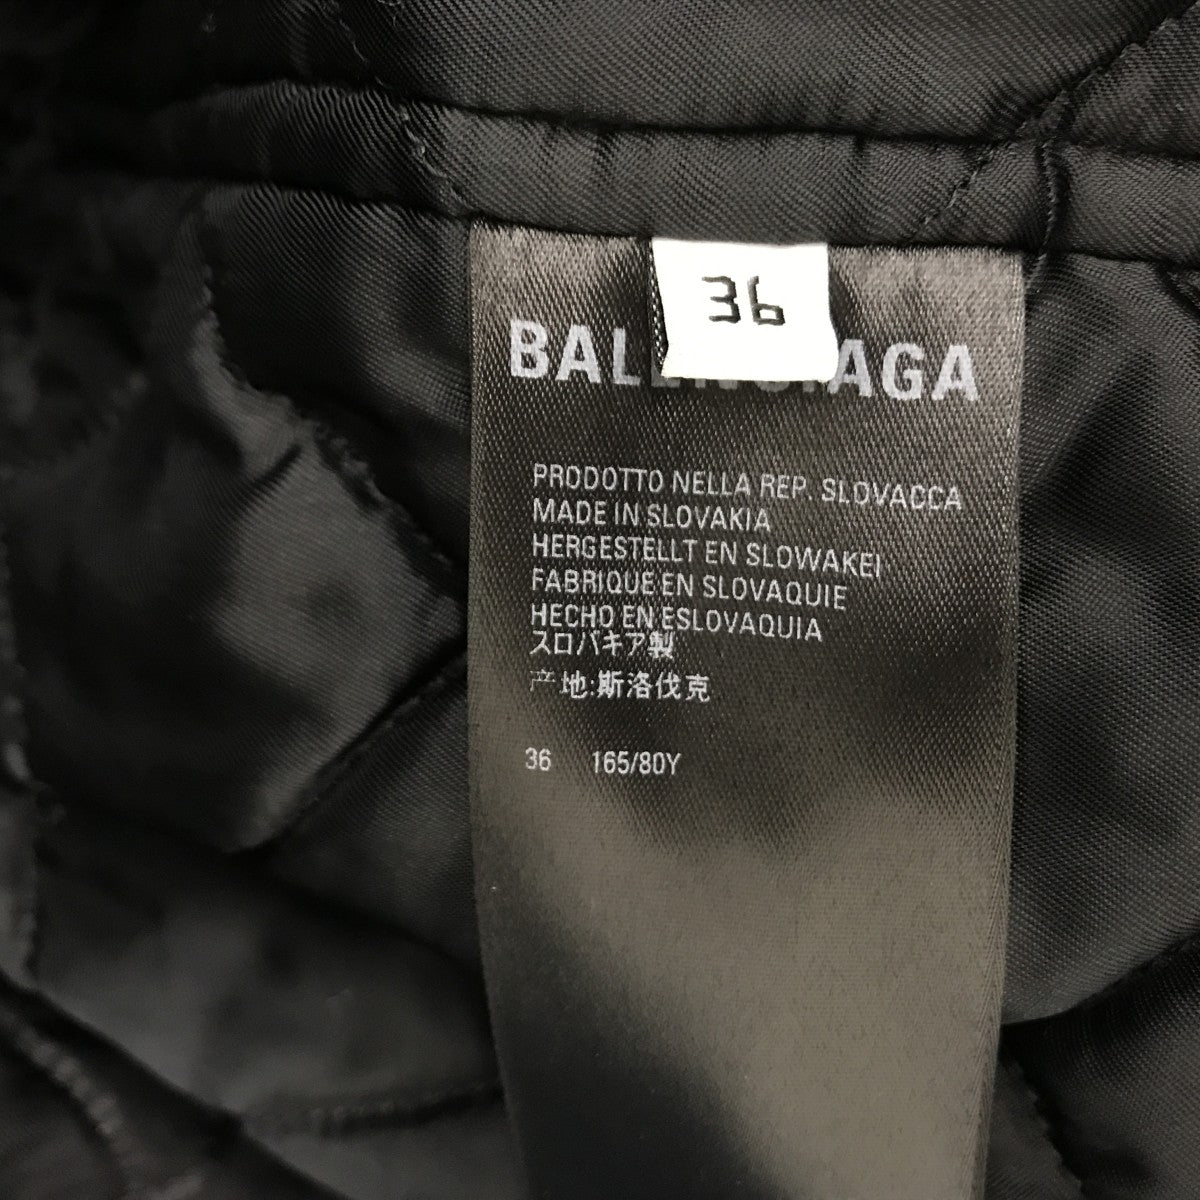 36
BALENCIAGA
PRODOTTO NELLA REP. SLOVACCA
MADE IN SLOVAKIA
HERGESTELLT EN SLOWAKEI
FABRIQUE EN SLOVAQUIE
HECHO EN ESLOVAQUIA
スロバキア製
产地:斯洛伐克
36 165/80Y